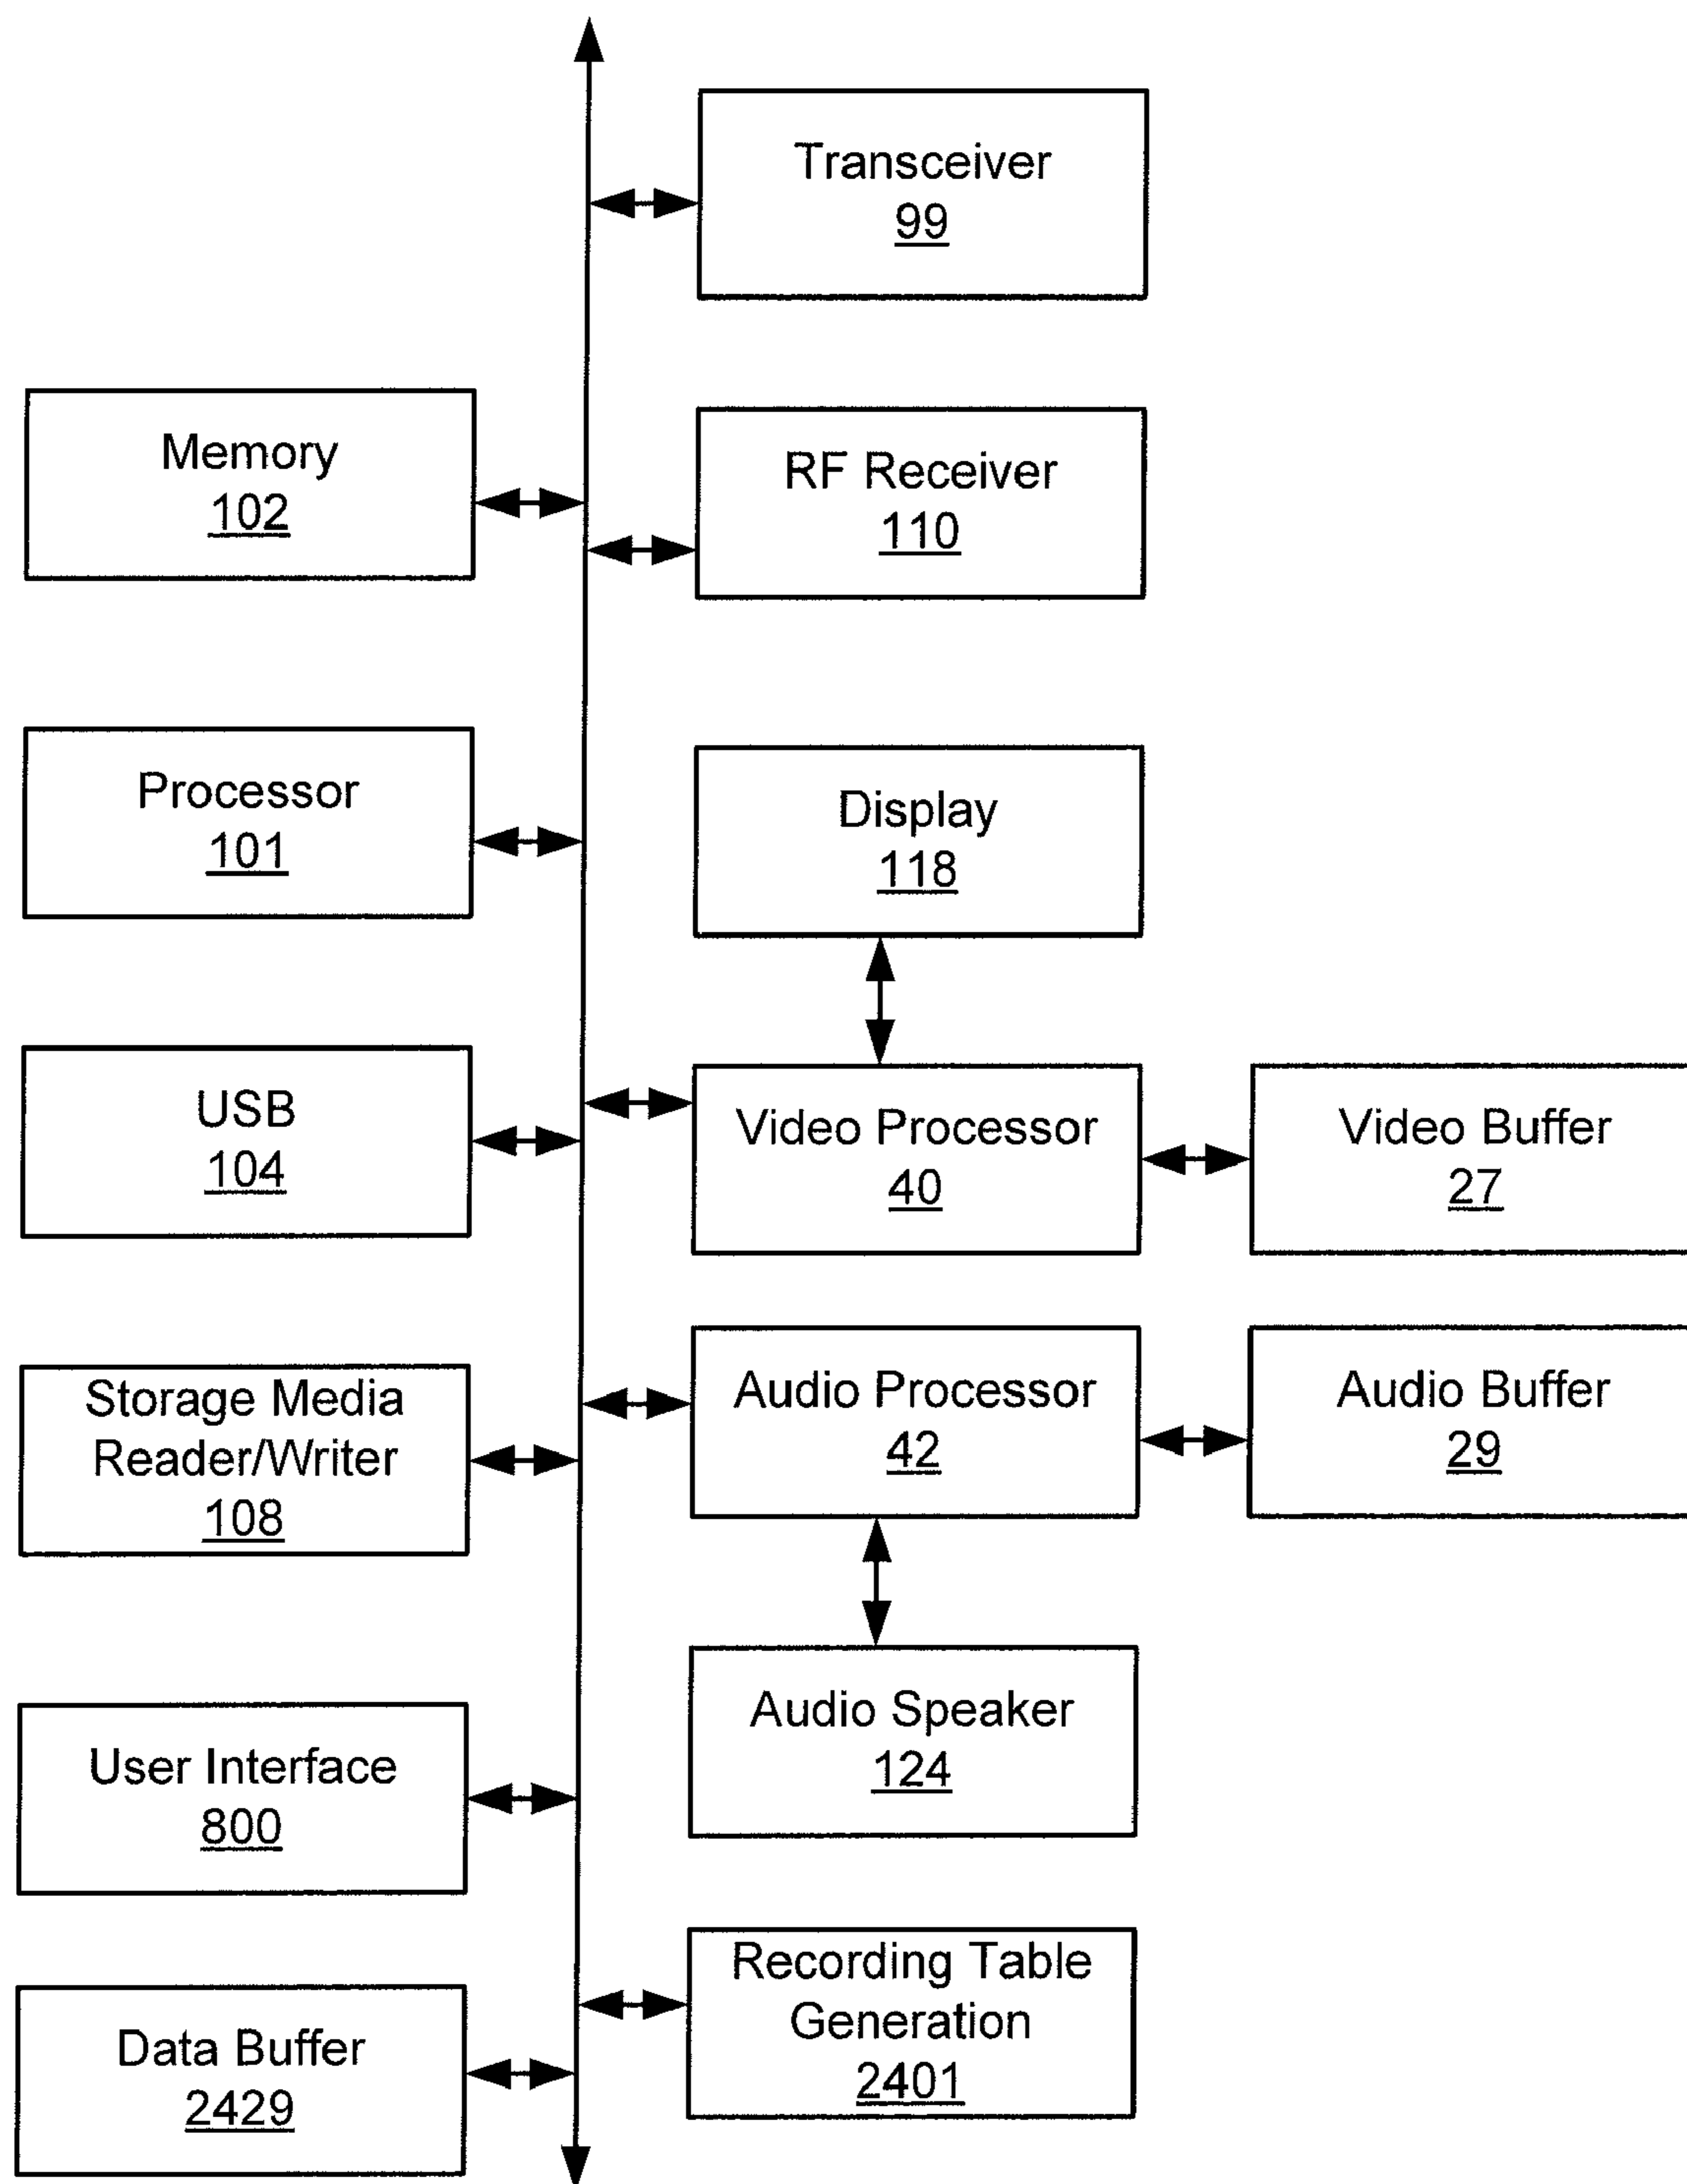 Transceiver
99
Memory
102
RF Receiver
110
Processor
101
Display
118
USB
104
Video Processor
40
Video Buffer
27
Storage Media
Reader/Writer
108
Audio Processor
42
Audio Buffer
29
User Interface
800
Audio Speaker
124
Data Buffer
2429
Recording Table
Generation
2401